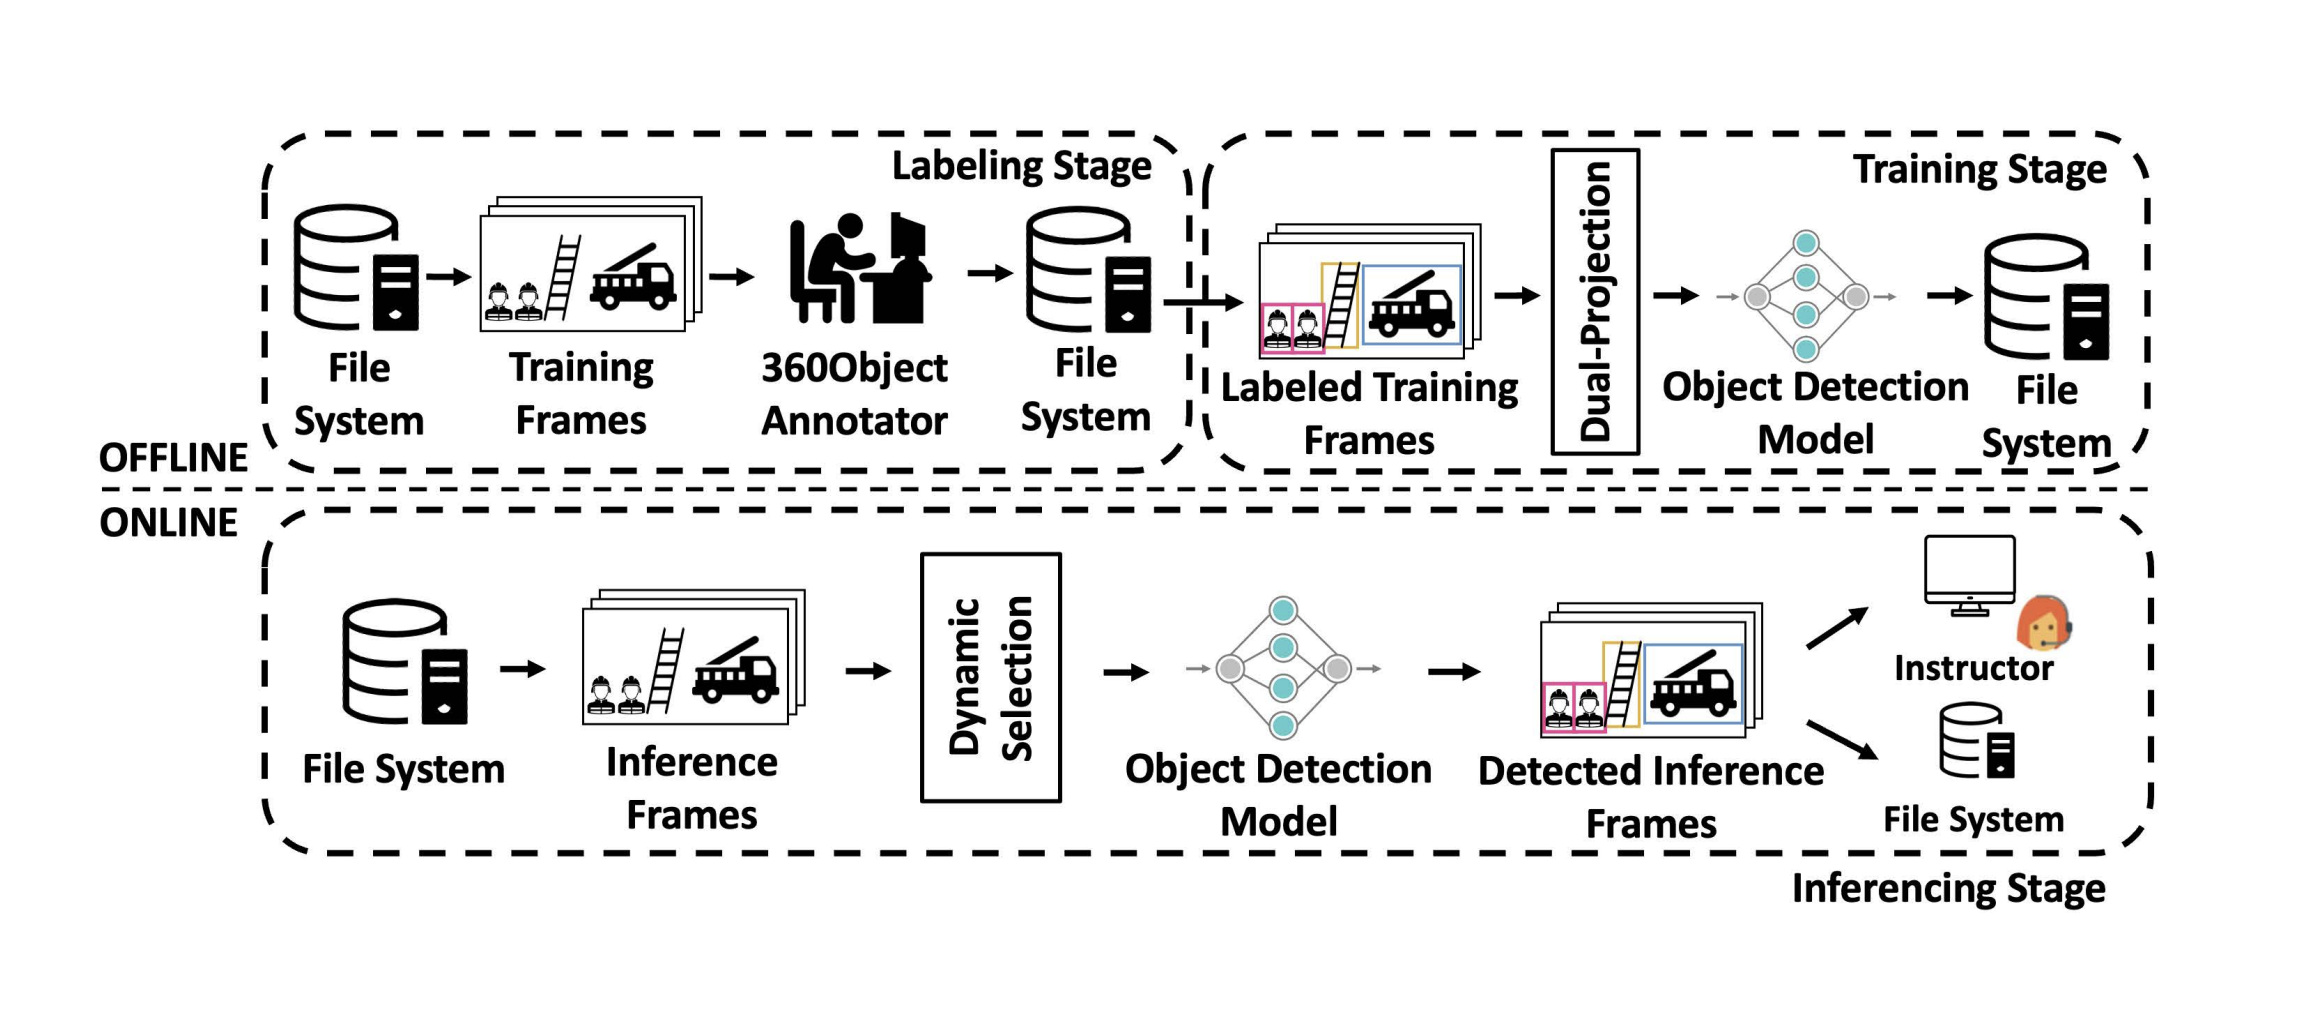 Labeling Stage
File
System
Training
Frames
360Object
Annotator
File
System
Training Stage
Labeled Training
Frames
Dual-Projection
Object Detection
Model
File
System
OFFLINE
ONLINE
File System
Inference
Frames
Dynamic
Selection
Object Detection
Model
Detected Inference
Frames
Instructor
File System
Inferencing Stage